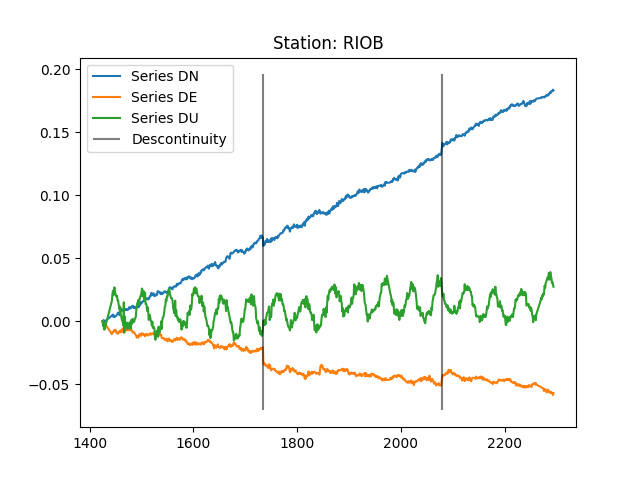 Station: RIOB
0.20
0.15
0.10
0.05
0.00
−0.05
Series DN
Series DE
Series DU
Descontinuity
1400
1600
1800
2000
2200